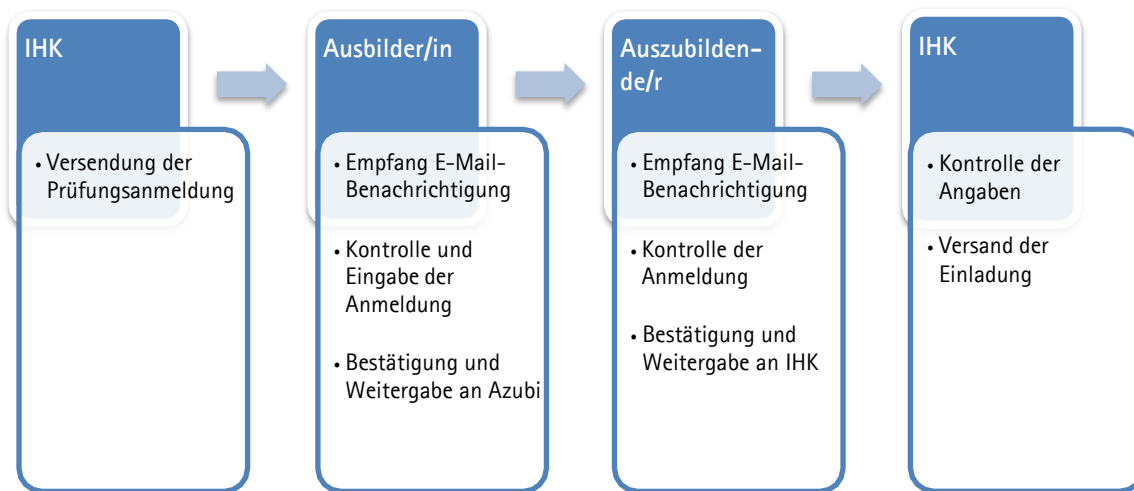 IHK
• Versendung der
Prüfungsanmeldung
Ausbilder/in
• Empfang E-Mail-
Benachrichtigung
• Kontrolle und
Eingabe der
Anmeldung
• Bestätigung und
Weitergabe an Azubi
Auszubilden-
de/r
• Empfang E-Mail-
Benachrichtigung
• Kontrolle der
Anmeldung
• Bestätigung und
Weitergabe an IHK
IHK
• Kontrolle der
Angaben
• Versand der
Einladung